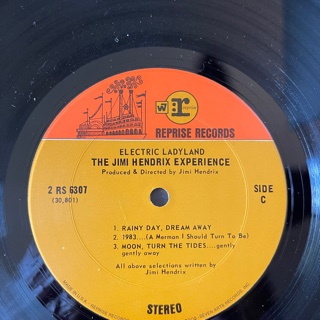 W
r
REPRISE RECORDS
ELECTRIC LADYLAND
THE JIMI HENDRIX EXPERIENCE
Produced & Directed by Jimi Hendrix
2 RS 6307
(30,801)
SIDE
C
1. RAINY DAY, DREAM AWAY
2. 1983....(A Merman I Should Turn To Be)
3. MOON, TURN THE TIDES....gently
gently away
All above selections written by
Jimi Hendrix
STEREO